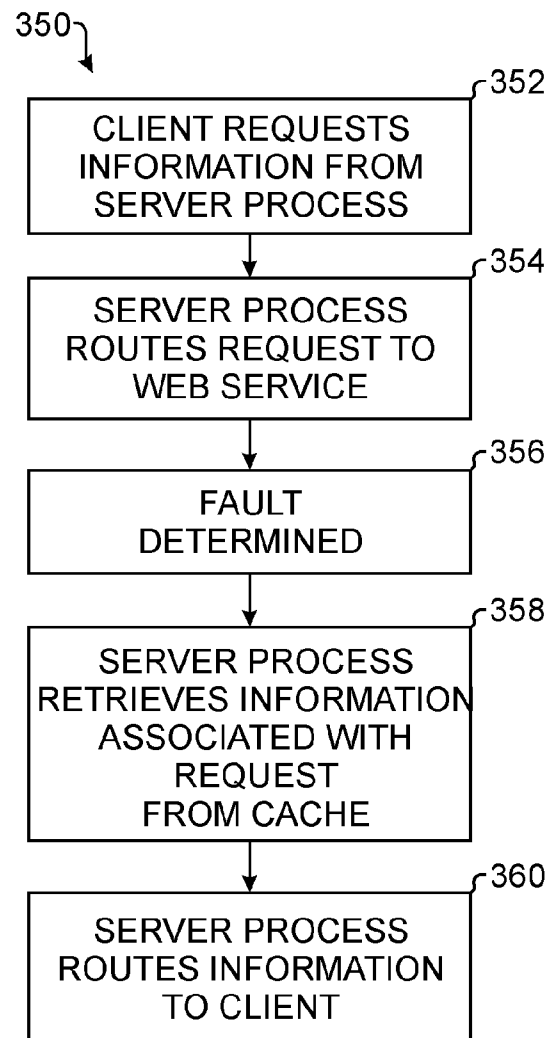 350
352
CLIENT REQUESTS
INFORMATION FROM
SERVER PROCESS
354
SERVER PROCESS
ROUTES REQUEST TO
WEB SERVICE
356
FAULT
DETERMINED
358
SERVER PROCESS
RETRIEVES INFORMATION
ASSOCIATED WITH
REQUEST
FROM CACHE
360
SERVER PROCESS
ROUTES INFORMATION
TO CLIENT